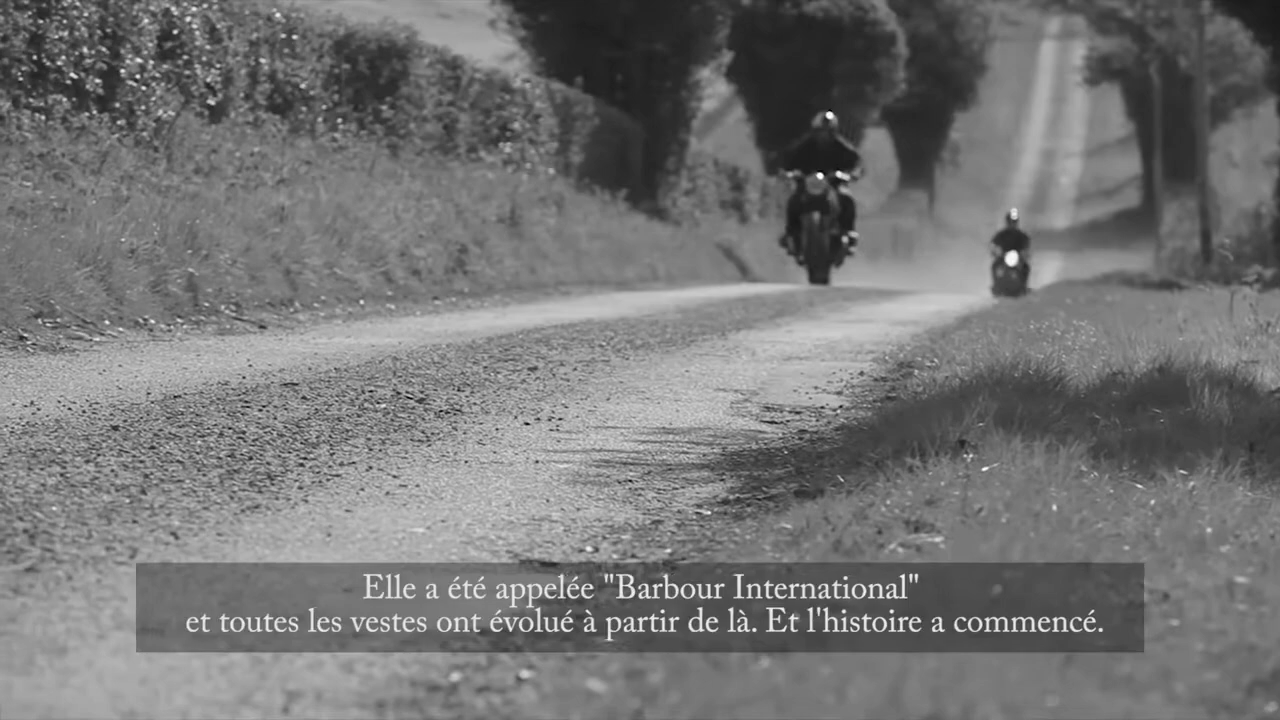 Elle a été appelée "Barbour International"
et toutes les vestes ont évolué à partir de là. Et l'histoire a commencé.